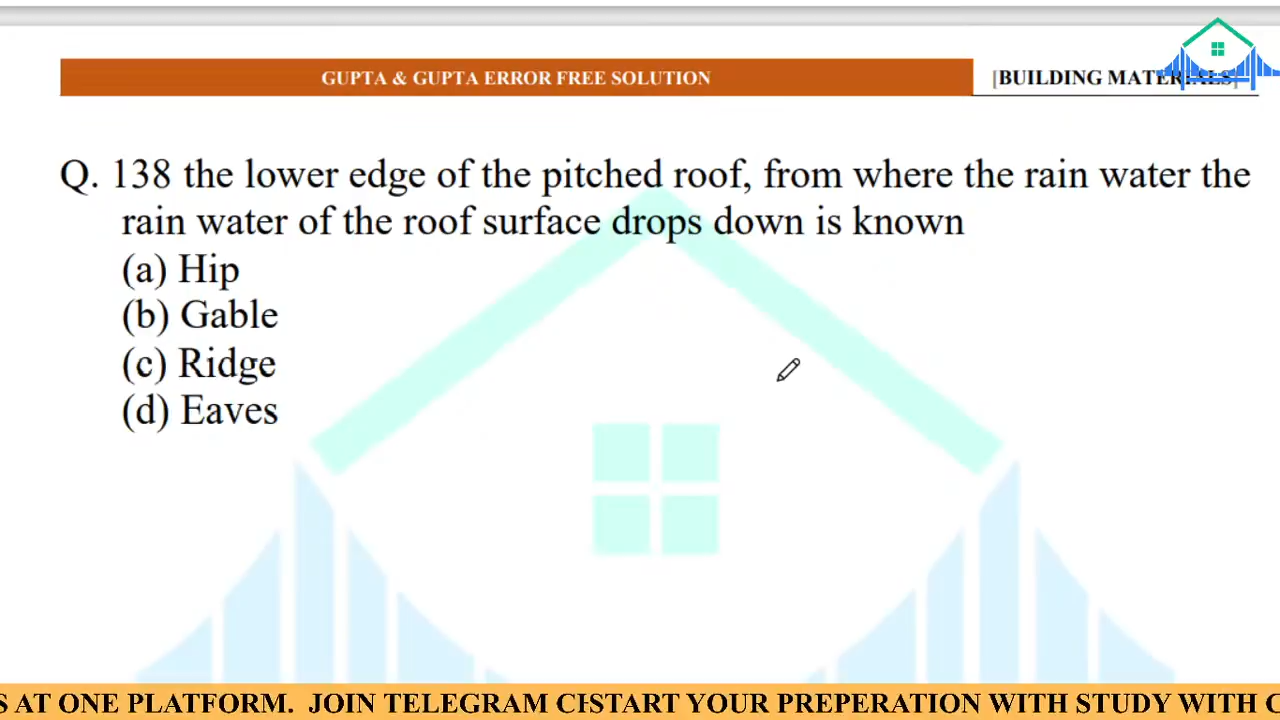 GUPTA & GUPTA ERROR FREE SOLUTION
[BUILDING MATERIALS]
Q. 138 the lower edge of the pitched roof, from where the rain water the
rain water of the roof surface drops down is known
(a) Hip
(b) Gable
(c) Ridge
(d) Eaves
S AT ONE PLATFORM. JOIN TELEGRAM CHSTART YOUR PREPERATION WITH STUDY WITH C